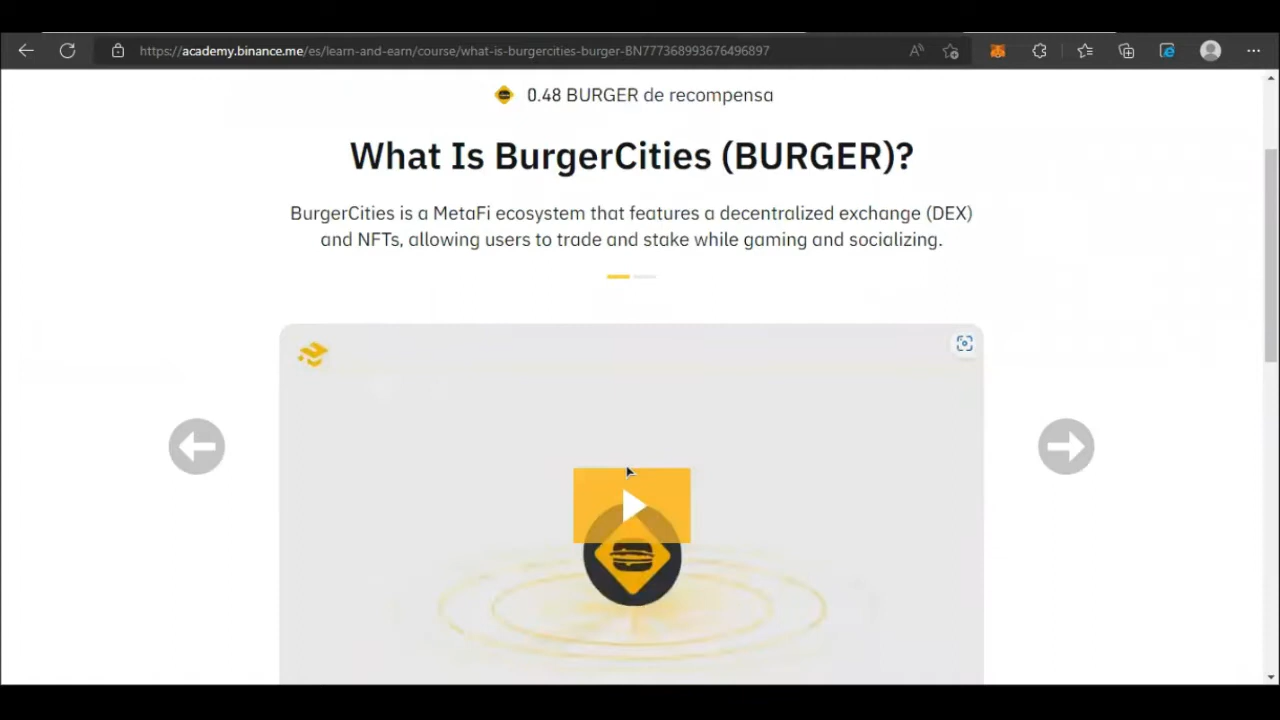 https://academy.binance.me/es/learn-and-earn/course/what-is-burgercities-burger-BN777368993676496897
0.48 BURGER de recompensa
What Is BurgerCities (BURGER)?
BurgerCities is a MetaFi ecosystem that features a decentralized exchange (DEX)
and NFTs, allowing users to trade and stake while gaming and socializing.